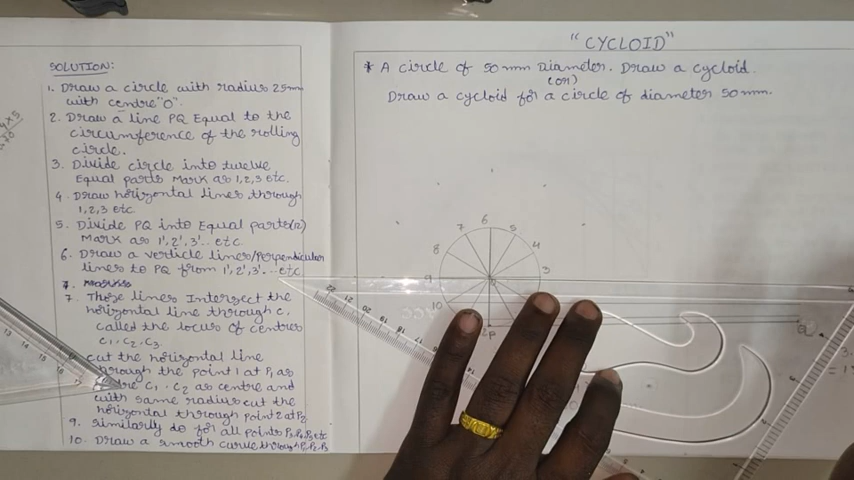 SOLUTION:
1. Draw a circle with radius 25mm
with centre "O".
2. Draw a line PQ Equal to the
circumference of the rolling
circle.
3. Divide circle into twelve
Equal parts Mark as 1, 2, 3 etc.
4. Draw horizontal lines through
1, 2, 3 etc
5. Divide PQ into Equal parts(12)
Mark as 1', 2', 3'.. etc
6. Draw a verticle lines/Perpendicular
lines to PQ from 1', 2', 3'...etc
7. Those lines Intersect the
horizontal line through c,
called the locus of centres
C1, C2, C3
cut the horizontal line
through the point 1 at P1 as
C1. C2 as centre and
with same radius cut the
horizontal through point 2 at P2
9. Similarly do for all points P3, P4, P5 etc
10. Draw a smooth curve through P1, P2, P3
"CYCLOID"
* A circle of 50mm Diameter. Draw a cycloid.
(or)
Draw a cycloid for a circle of diameter 50mm.
6
7
5
8
4
9
3
10
P
Q